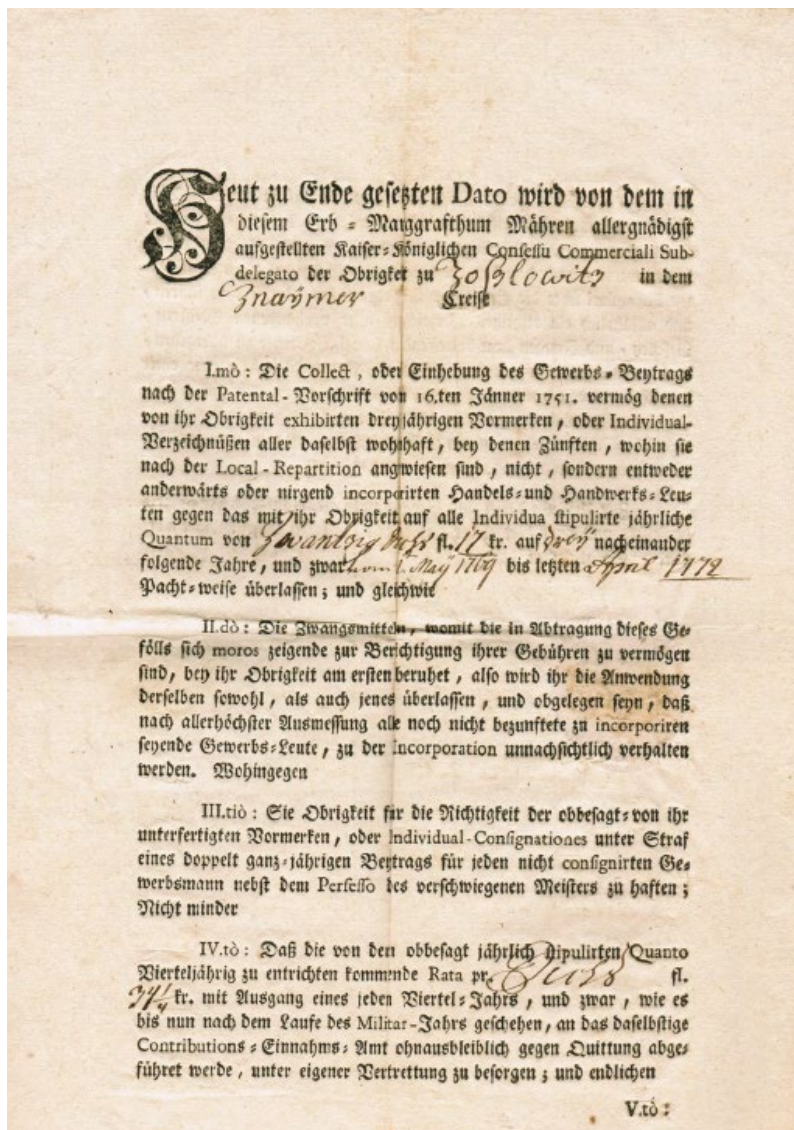 Heut zu Ende gesetzten Dato wird von dem in
diesem Erb = Marggrafthum Mähren allergnädigst
aufgestellten Kaiser=Königlichen Consessu Commerciali Sub-
delegato der Obrigket zu Joßlowitz in dem
Znaymer Creise
I.mò : Die Collect , oder Einhebung des Gewerbs = Beytrags
nach der Patental - Vorschrift von 16.ten Jänner 1751. vermög denen
von ihr Obrigkeit exhibirten dreyjährigen Vormerken , oder Individual-
Verzeichnüßen aller daselbst wohnhaft , bey denen Zünften , wohin sie
nach der Local - Repartition angwiesen sind , nicht , sondern entweder
anderwärts oder nirgend incorporirten Handels=und Handwerks=Leu-
ten gegen das mit ihr Obrigkeit auf alle Individua stipulirte jährliche
Quantum von Zwantzig Sechs fl. 17 kr. auf drey nacheinander
folgende Jahre , und zwar vom 1. May 1769 bis letzten April 1772
Pacht=weise überlassen ; und gleichwie
II.dò : Die Zwangsmitteln , womit die in Abtragung dieses Ge-
fölls sich moros zeigende zur Berichtigung ihrer Gebühren zu vermögen
sind , bey ihr Obrigkeit am ersten beruhet , also wird ihr die Anwendung
derselben sowohl , als auch jenes überlassen , und obgelegen seyn , daß
nach allerhöchster Ausmessung alle noch nicht bezunftete zu incorporiren
seyende Gewerbs=Leute , zu der Incorporation unnachsichtlich verhalten
werden. Wohingegen
III.tiò : Sie Obrigkeit für die Richtigkeit der obbesagt=von ihr
unterfertigten Vormerken , oder Individual-Consignationes unter Straf
eines doppelt ganz=jährigen Beytrags für jeden nicht consignirten Ge-
werbsmann nebst dem Persesso des verschwiegenen Meisters zu haften ;
Nicht minder
IV.tò : Daß die von den obbesagt jährlich stipulirten Quanto
Vierteljährig zu entrichten kommende Rata pr. Sechs fl.
34 1/4 kr. mit Ausgang eines jeden Viertel=Jahrs , und zwar , wie es
bis nun nach dem Laufe des Militar-Jahrs geschehen, an das daselbstige
Contributions = Einnahms = Amt ohnausbleiblich gegen Quittung abge-
führet werde , unter eigener Vertrettung zu besorgen ; und endlichen
V.tò :